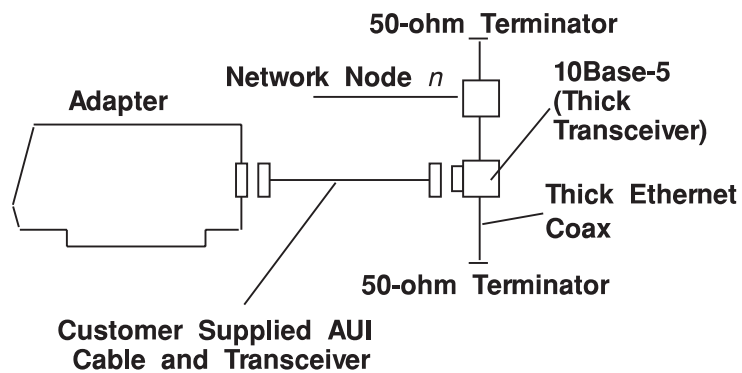 50-ohm Terminator
Network Node n
10Base-5
(Thick
Transceiver)
Adapter
Thick Ethernet
Coax
50-ohm Terminator
Customer Supplied AUI
Cable and Transceiver